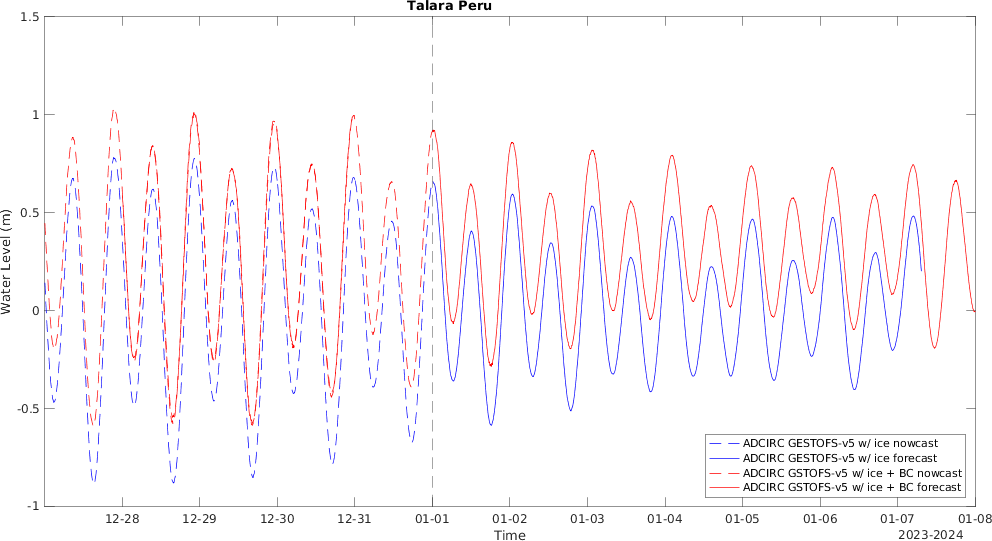 Talara Peru
1.5
1
0.5
0
-0.5
-1
Water Level (m)
ADCIRC GESTOFS-v5 w/ ice nowcast
ADCIRC GESTOFS-v5 w/ ice forecast
ADCIRC GSTOFS-v5 w/ ice + BC nowcast
ADCIRC GSTOFS-v5 w/ ice + BC forecast
12-28 12-29 12-30 12-31 01-01 01-02 01-03 01-04 01-05 01-06 01-07 01-08
Time
2023-2024